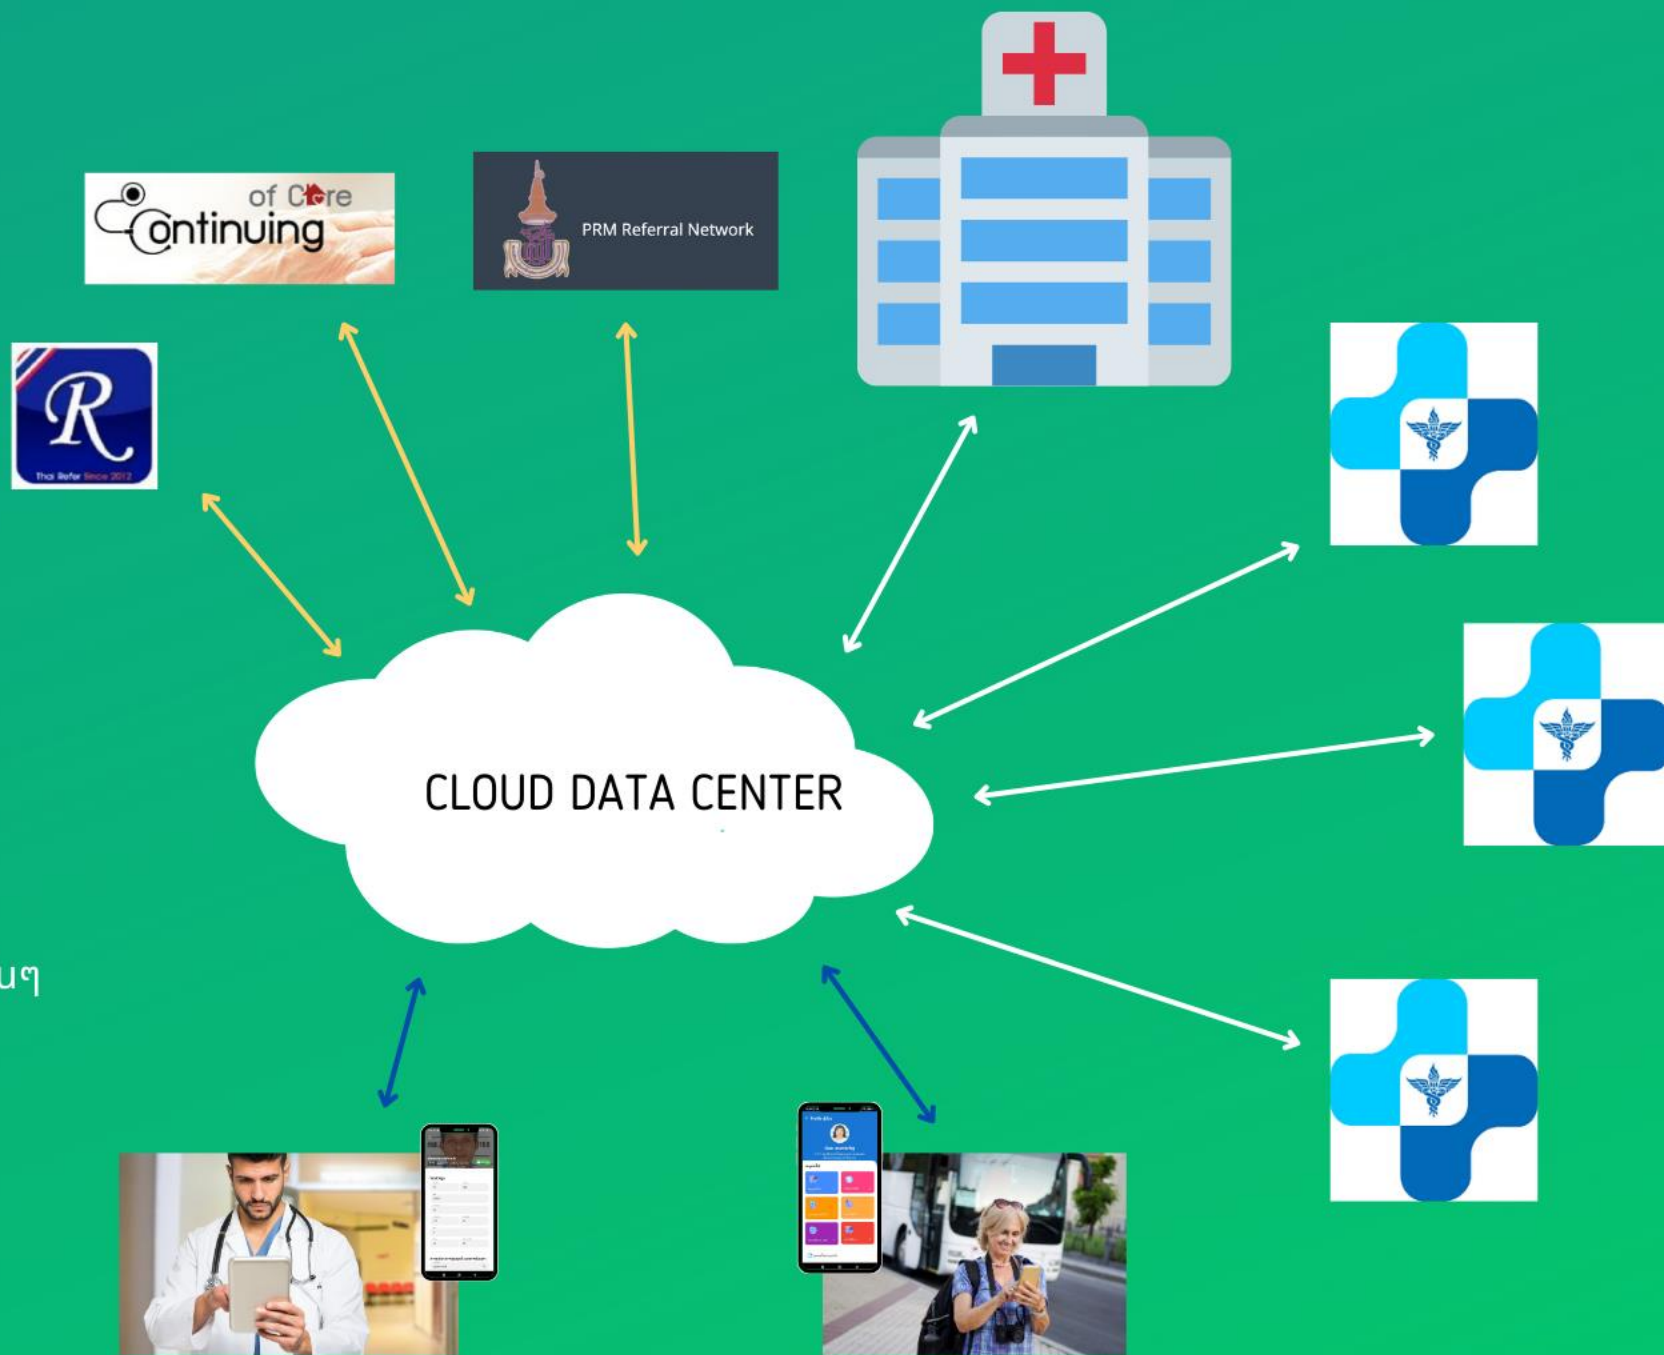 of Care
Continuing
PRM Referral Network
R
Thai Refer Since 2012
CLOUD DATA CENTER
นๆ